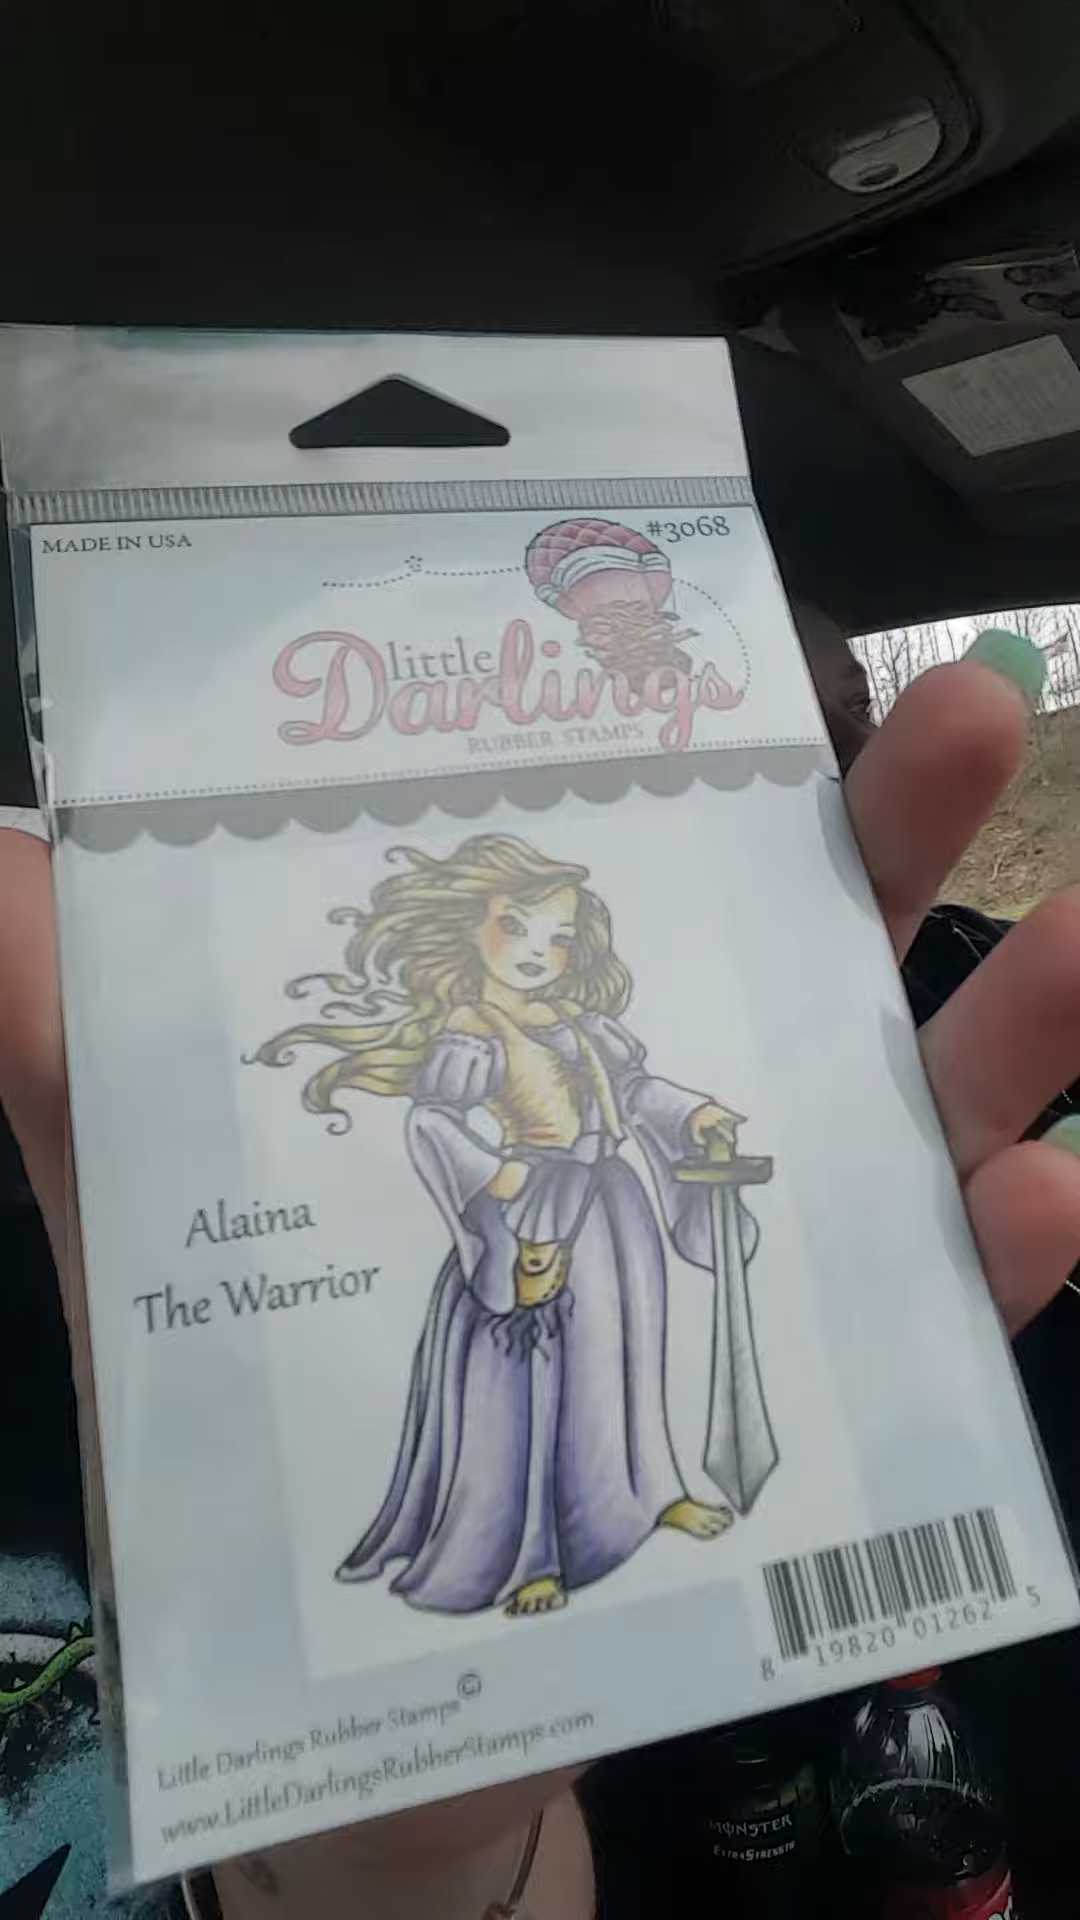 MADE IN USA
#3068
little
Darlings
RUBBER STAMPS
Alaina
The Warrior
8 19820 01262 5
Little Darlings Rubber Stamps©
www.LittleDarlingsRubberStamps.com
MONSTER
EXTRA STRENGTH